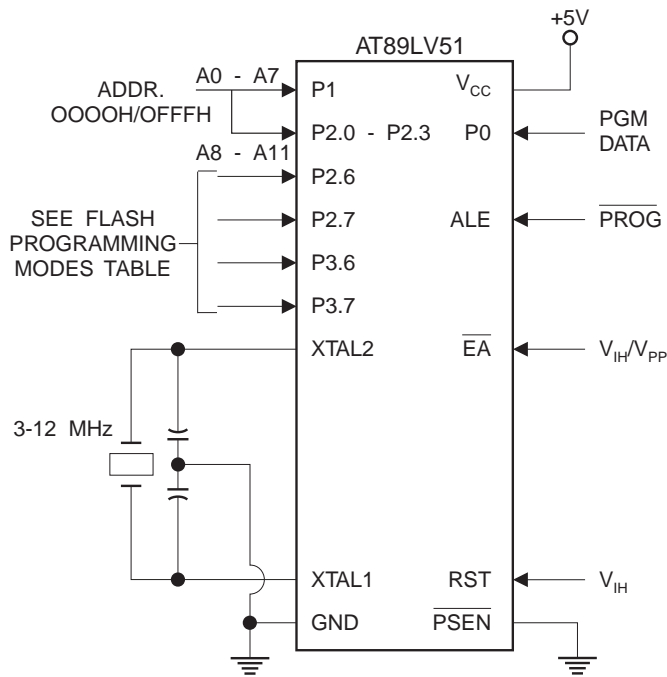 +5V
AT89LV51
A0 - A7
ADDR.
OOOOH/OFFFH
P1
VCC
P2.0 - P2.3
P0
PGM
DATA
A8 - A11
P2.6
SEE FLASH
PROGRAMMING
MODES TABLE
P2.7
ALE
PROG
P3.6
P3.7
XTAL2
EA
VIH/VPP
3-12 MHz
XTAL1
RST
VIH
GND
PSEN